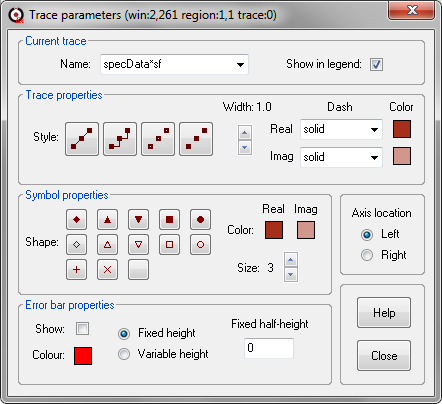 Trace parameters (win:2,261 region:1,1 trace:0)
Current trace
Name: specData*sf Show in legend:
Trace properties
Width: 1.0 Dash Color
Style: Real solid
Imag solid
Symbol properties
Real Imag
Shape: Color:
Size: 3
Axis location
Left
Right
Error bar properties
Show: Fixed height Fixed half-height
Colour: Variable height 0
Help
Close